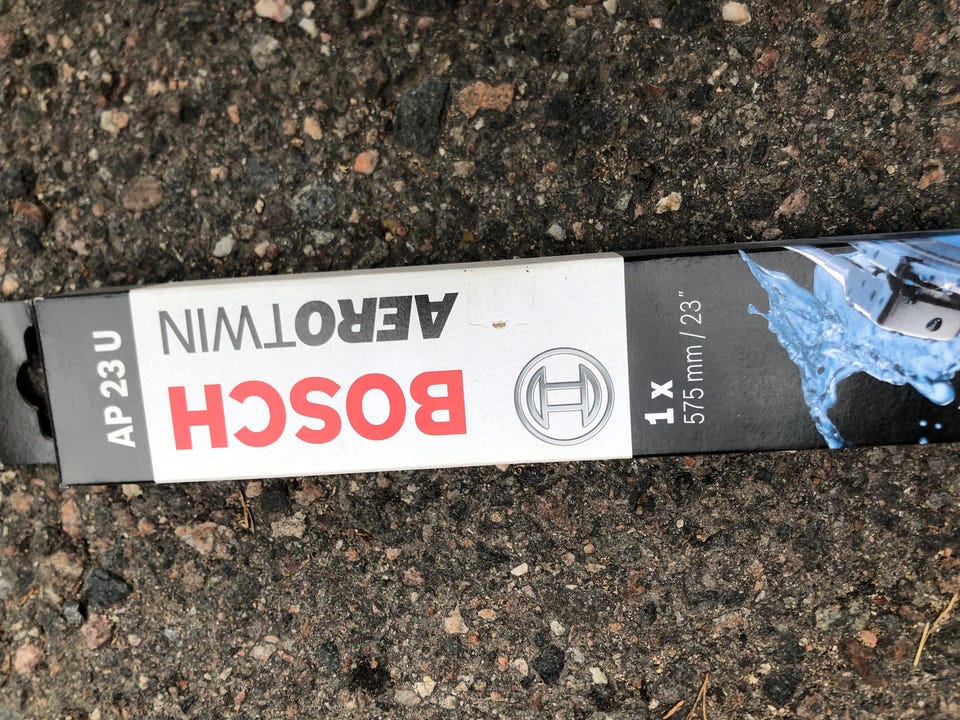 AP 23 U
BOSCH
AEROTWIN
1 x
575 mm / 23"